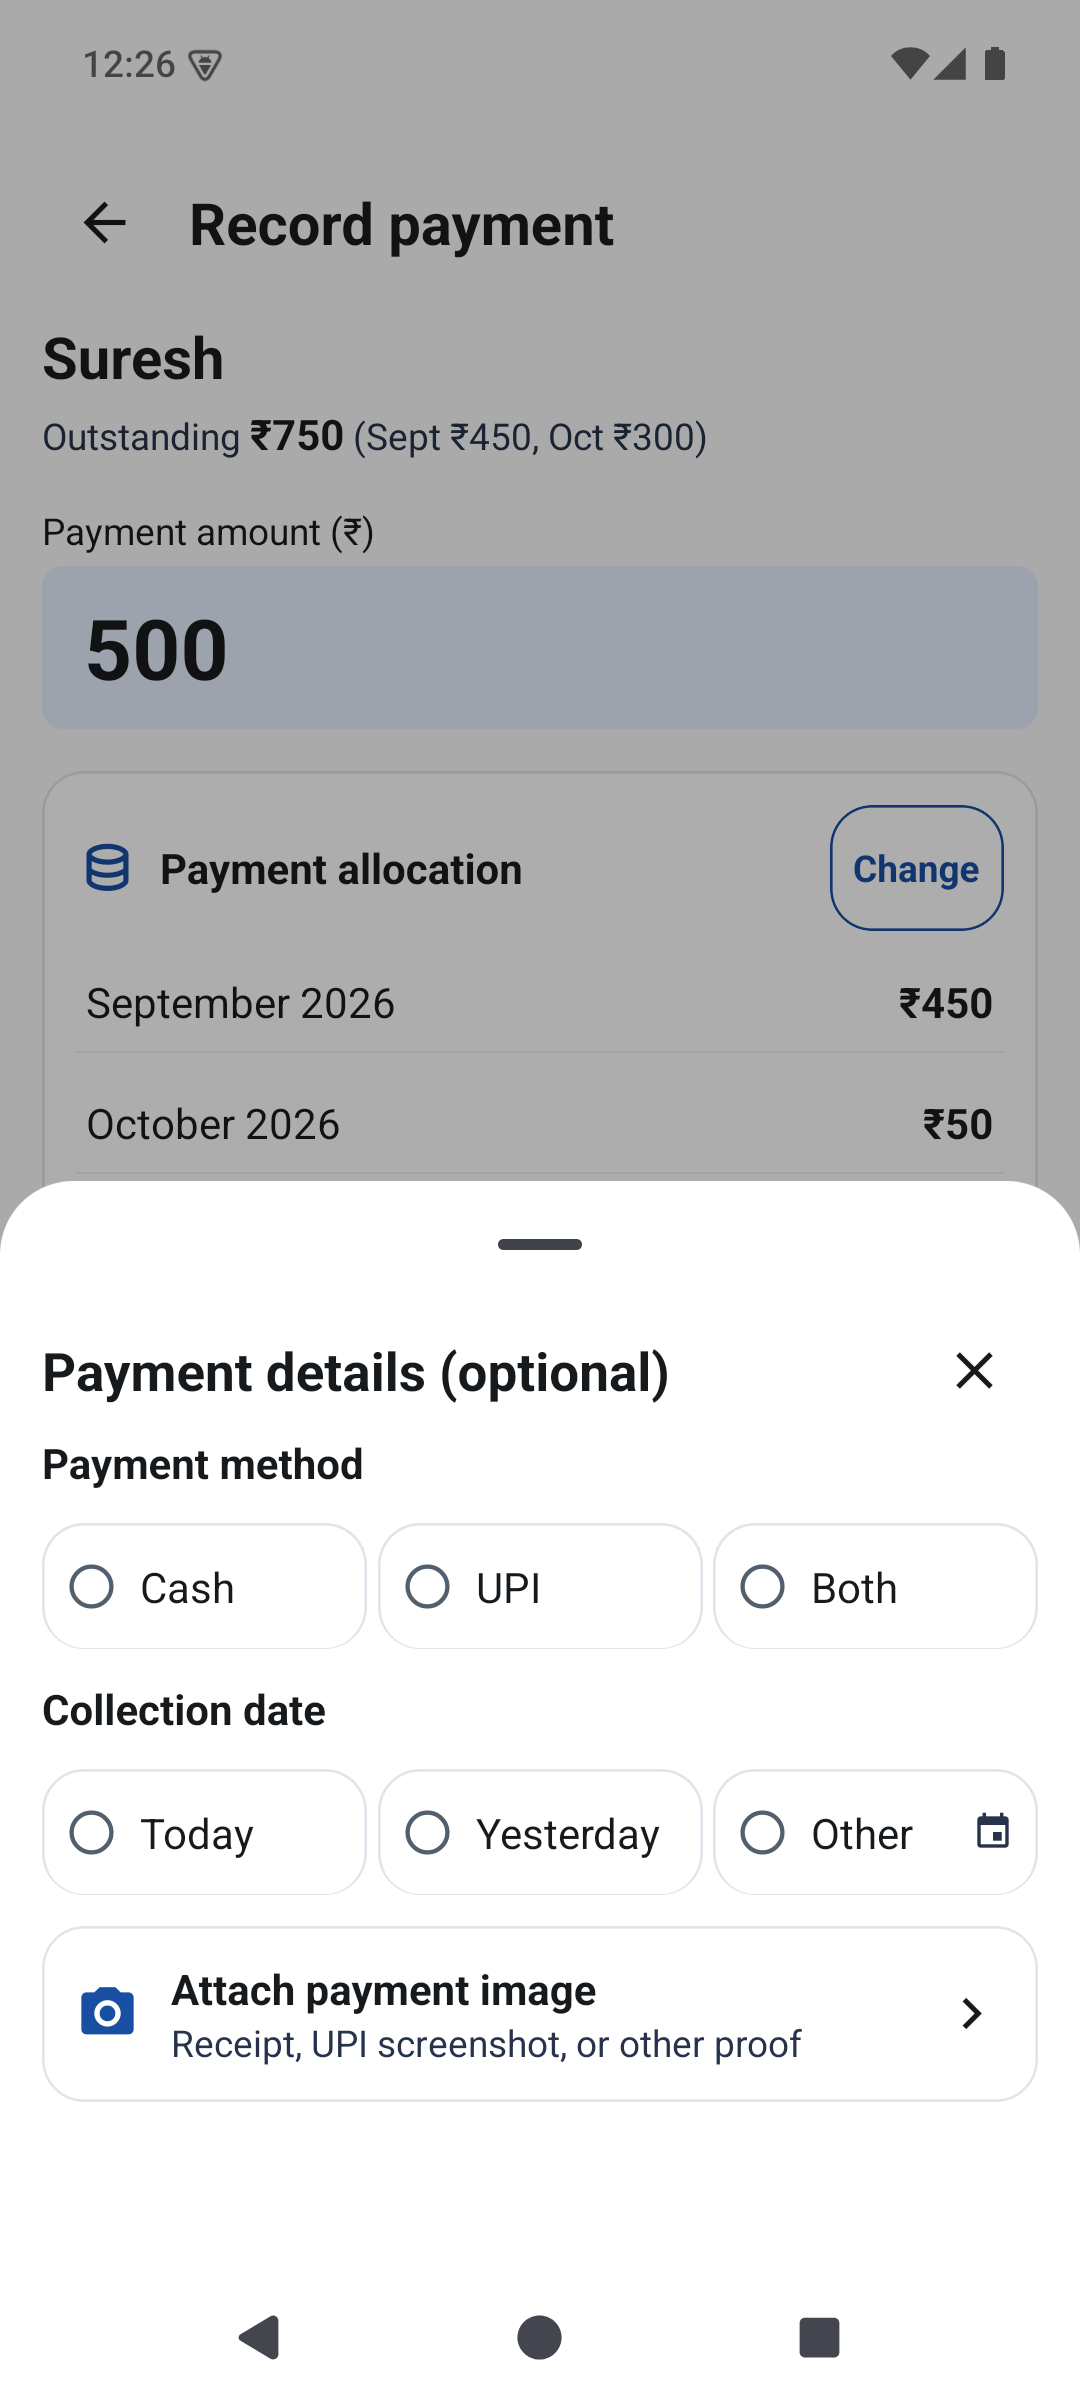 12:26
Record payment
Suresh
Outstanding ₹750 (Sept ₹450, Oct ₹300)
Payment amount (₹)
500
Payment allocation
Change
September 2026 ₹450
October 2026 ₹50
Payment details (optional)
Payment method
Cash UPI Both
Collection date
Today Yesterday Other
Attach payment image
Receipt, UPI screenshot, or other proof